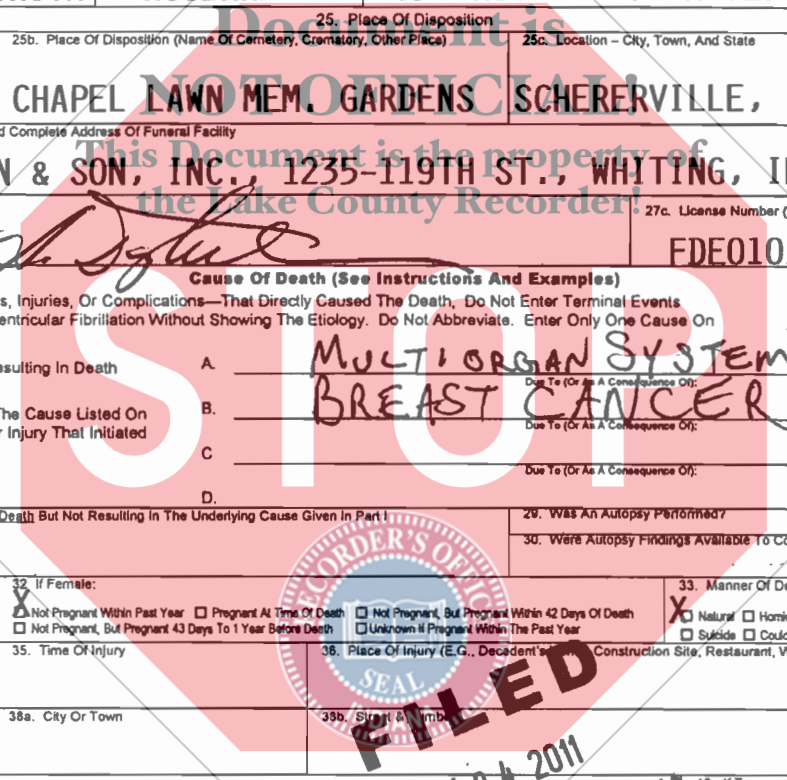 25. Place Of Disposition
Document is
25b. Place Of Disposition (Name Of Cemetery, Crematory, Other Place) 25c. Location – City, Town, And State
NOT OFFICIAL!
CHAPEL LAWN MEM. GARDENS SCHERERVILLE,
d Complete Address Of Funeral Facility
This Document is the property of
N & SON, INC., 1235-119TH ST., WHITING, I
the Lake County Recorder!
27c. License Number (
FDE010
Cause Of Death (See Instructions And Examples)
s, Injuries, Or Complications—That Directly Caused The Death, Do Not Enter Terminal Events
entricular Fibrillation Without Showing The Etiology. Do Not Abbreviate. Enter Only One Cause On
esulting In Death A. MULTIORGAN SYSTEM
Due To (Or As A Consequence Of):
he Cause Listed On B. BREAST CANCER
r Injury That Initiated Due To (Or As A Consequence Of):
C
Due To (Or As A Consequence Of):
D.
STOP
Death But Not Resulting In The Underlying Cause Given In Part I 29. Was An Autopsy Performed?
30. Were Autopsy Findings Available To Co
RECORDER'S OFFICE
32 If Female: 33. Manner Of De
X Not Pregnant Within Past Year ☐ Pregnant At Time Of Death ☐ Not Pregnant, But Pregnant Within 42 Days Of Death X Natural ☐ Homi
☐ Not Pregnant, But Pregnant 43 Days To 1 Year Before Death ☐ Unknown If Pregnant Within The Past Year ☐ Suicide ☐ Coul
35. Time Of Injury 36. Place Of Injury (E.G., Decedent's Construction Site, Restaurant, W
SEAL
INDIANA
FILED
38a. City Or Town 38b. Street & Number
2011